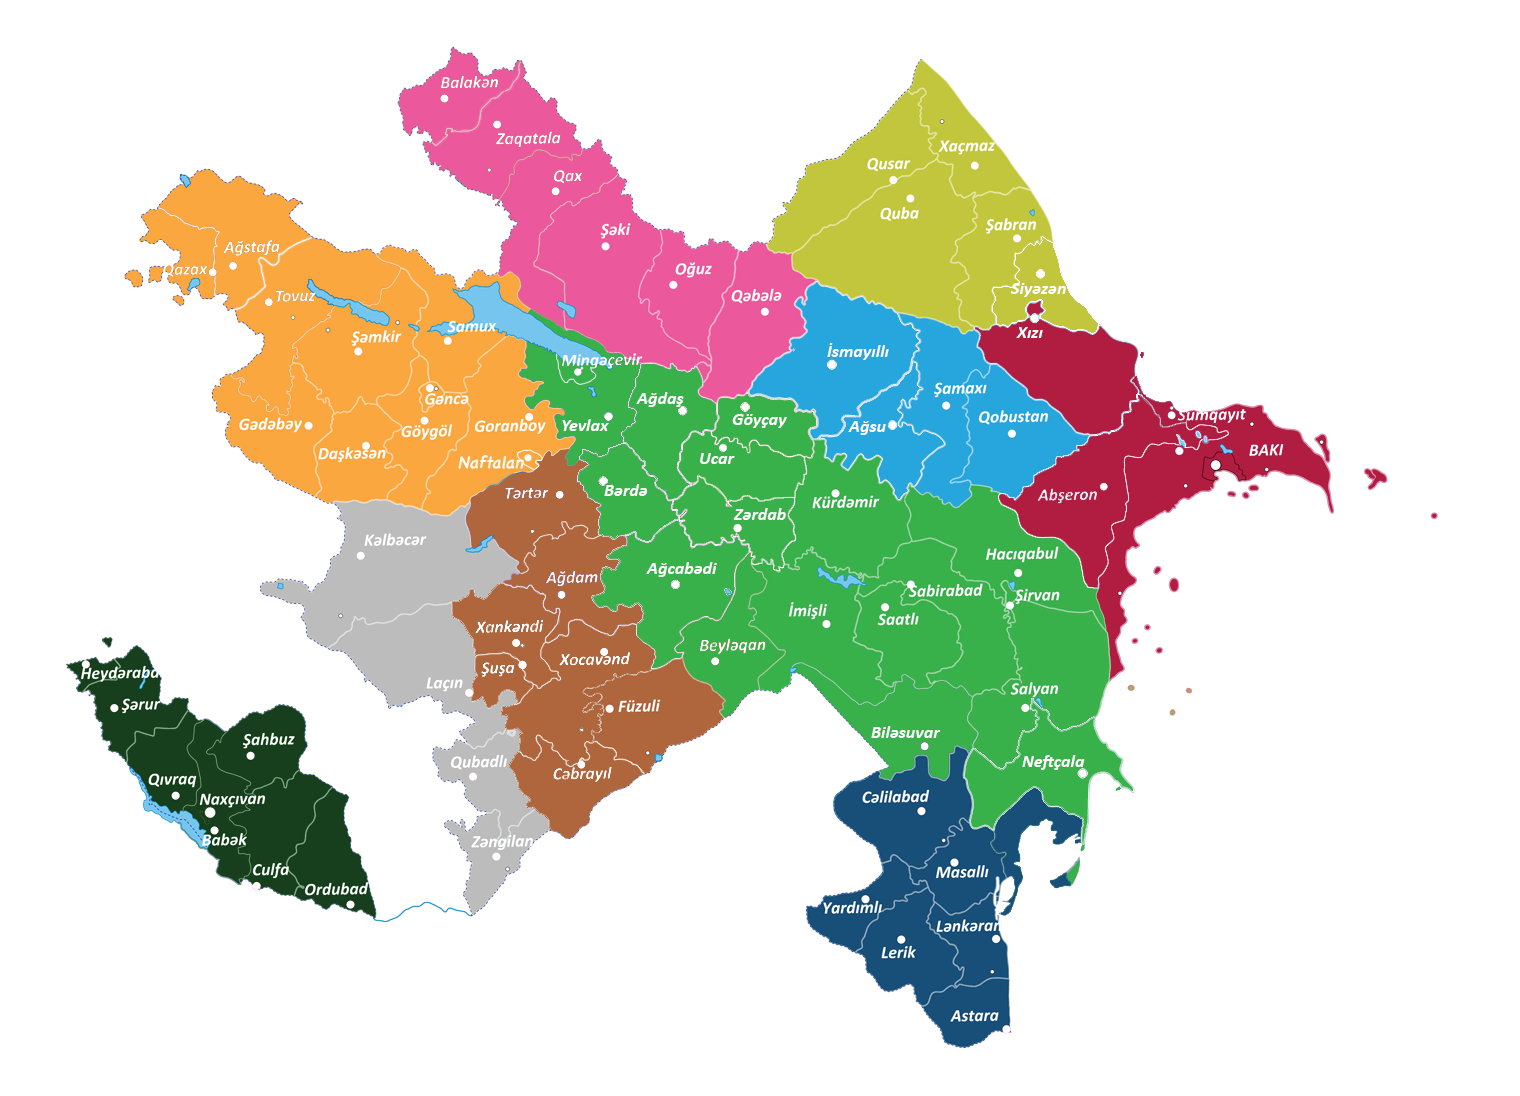 Balakən
Zaqatala
Qax
Şəki
Oğuz
Qəbələ
Qusar
Xaçmaz
Quba
Şabran
Siyəzən
Xızı
Ağstafa
Qazax
Tovuz
Şəmkir
Samux
Gəncə
Gədəbəy
Göygöl
Goranboy
Daşkəsən
Naftalan
Mingəçevir
Ağdaş
Yevlax
Göyçay
Ucar
Bərdə
Zərdab
Kürdəmir
İsmayıllı
Şamaxı
Ağsu
Qobustan
Sumqayıt
BAKI
Abşeron
Tərtər
Kəlbəcər
Ağdam
Ağcabədi
Hacıqabul
Sabirabad
Şirvan
İmişli
Saatlı
Xankəndi
Şuşa
Xocavənd
Beyləqan
Laçın
Füzuli
Salyan
Biləsuvar
Neftçala
Qubadlı
Cəbrayıl
Zəngilan
Heydərabad
Şərur
Şahbuz
Qıvraq
Naxçıvan
Babək
Culfa
Ordubad
Cəlilabad
Masallı
Yardımlı
Lənkəran
Lerik
Astara